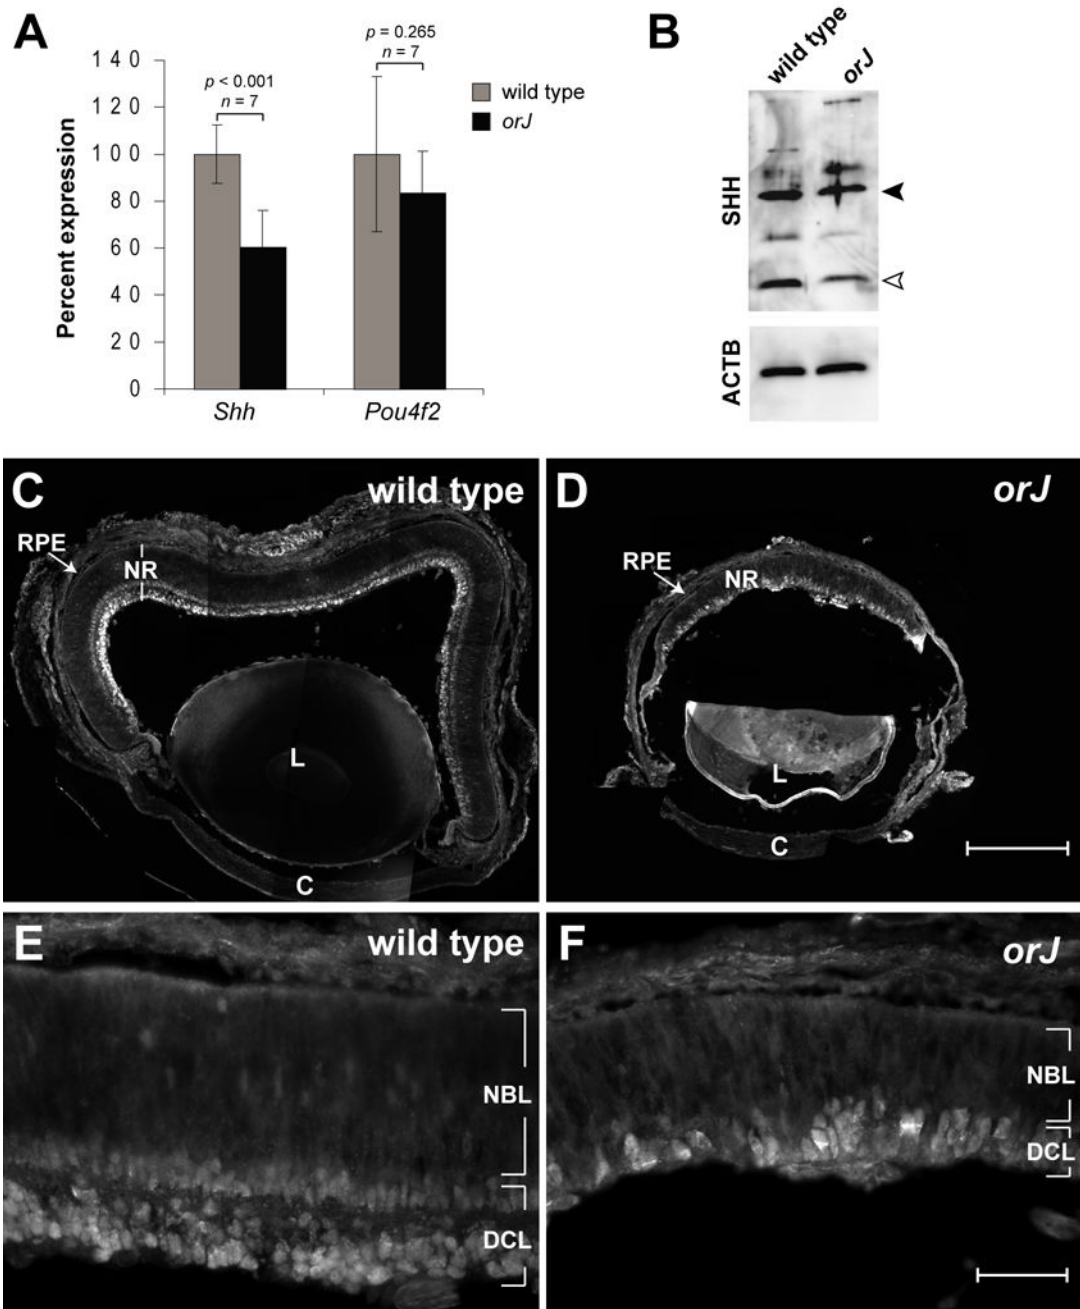 A
140
120
100
80
60
40
20
0
Percent expression
p < 0.001
n = 7
p = 0.265
n = 7
wild type
orJ
Shh
Pou4f2
B
wild type
orJ
SHH
ACTB
C
wild type
RPE
NR
L
C
D
orJ
RPE
NR
L
C
E
wild type
NBL
DCL
F
orJ
NBL
DCL